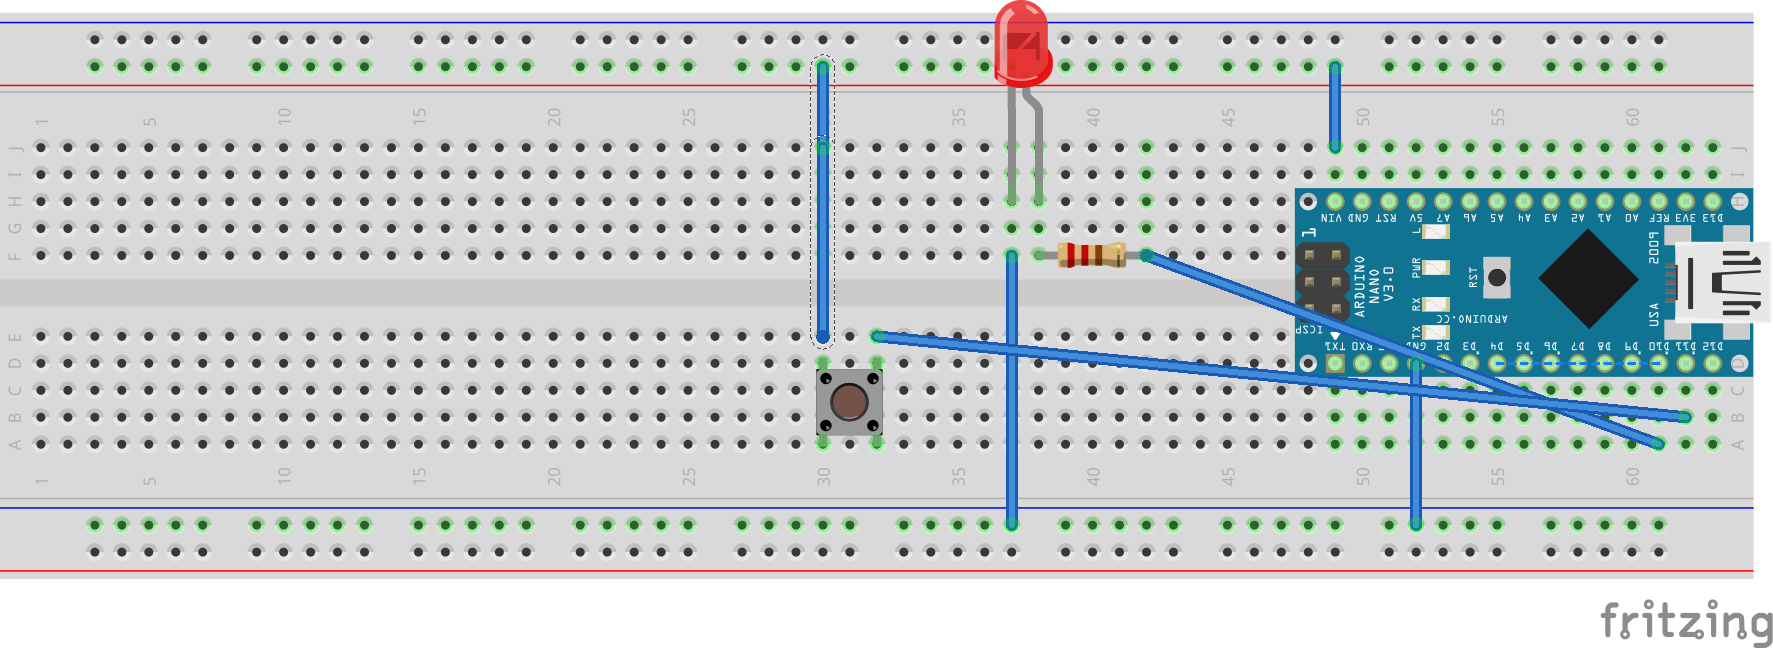 1 5 10 15 20 25 30 35 40 45 50 55 60
J J
I I
H H
G
F
VIN GND RST 5V A7 A6 A5 A4 A3 A2 A1 A0 REF 3V3 D13
1
L
PWR
RX
TX
RST
ARDUINO
NANO
V3.0
ARDUINO.CC
ICSP
2009
USA
TX1 RX0 GND D2 D3 D4 D5 D6 D7 D8 D9 D10 D11 D12
E
D D
C C
B B
A A
1 5 10 15 20 25 30 35 40 45 50 55 60
fritzing